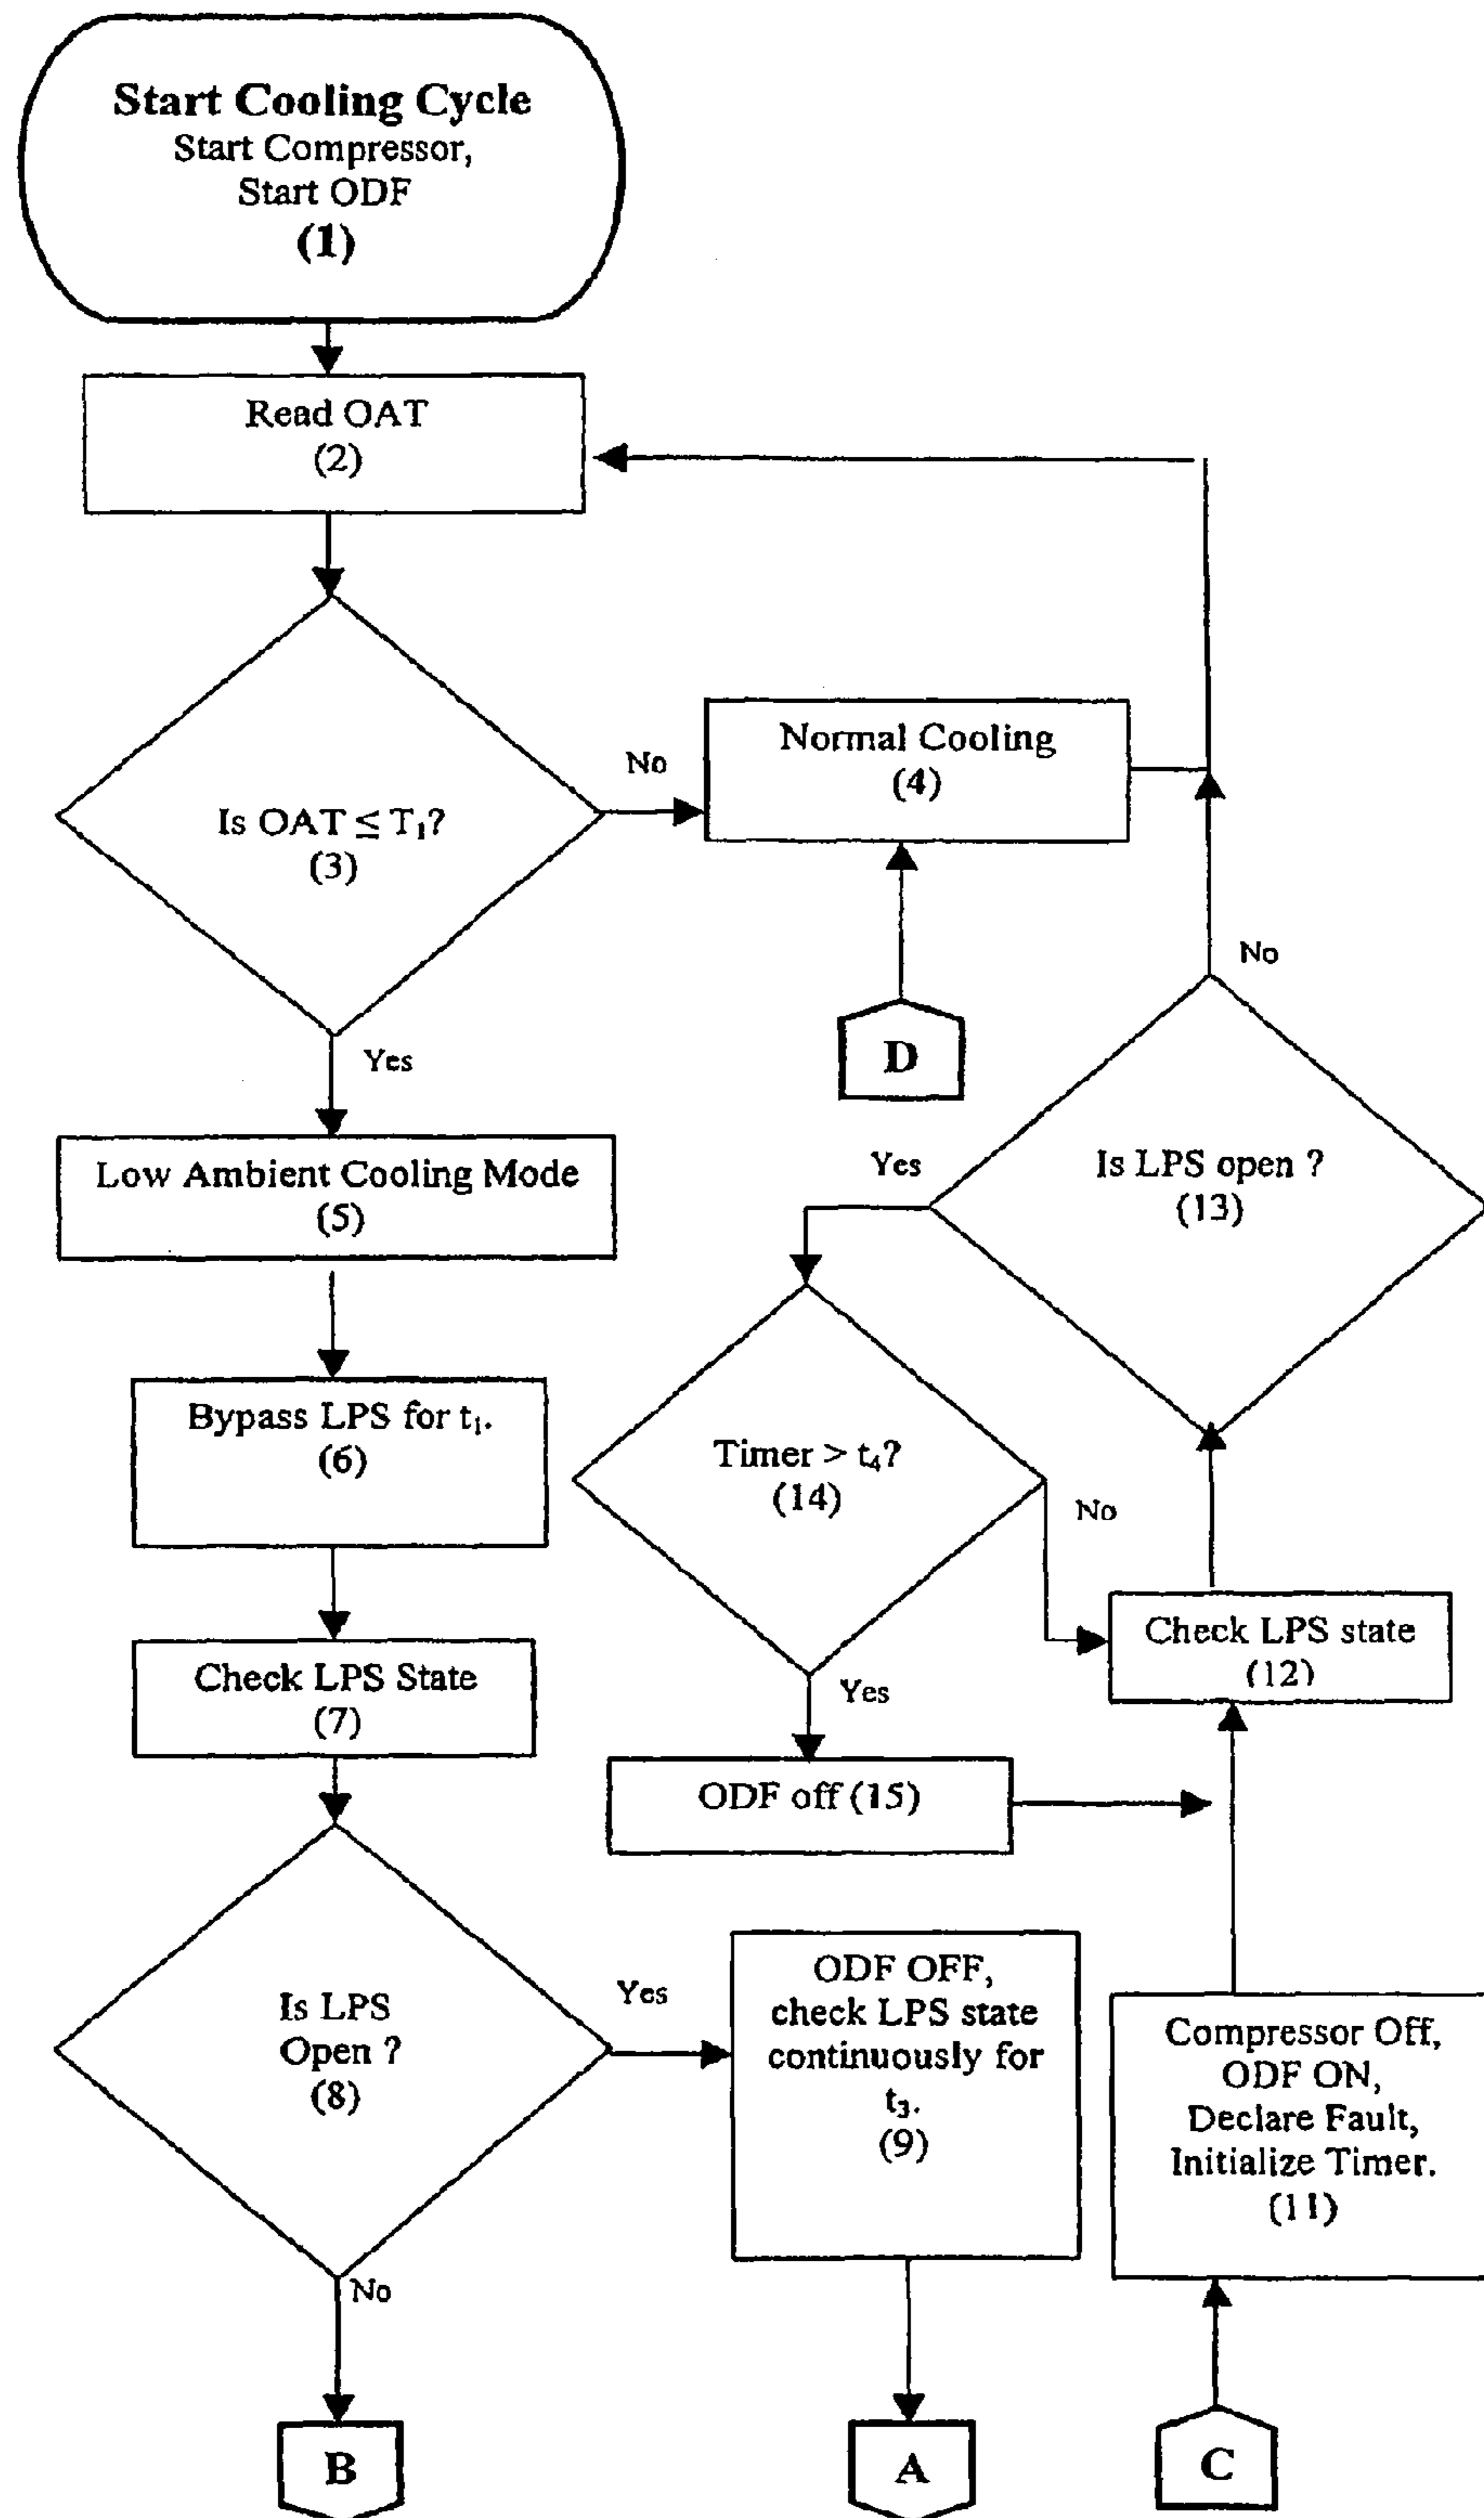 Start Cooling Cycle
Start Compressor,
Start ODF
(1)
Read OAT
(2)
Is OAT ≤ T₁?
(3)
No
Normal Cooling
(4)
Yes
D
No
Low Ambient Cooling Mode
(5)
Yes
Is LPS open ?
(13)
Bypass LPS for t₁.
(6)
Timer > t₄?
(14)
No
Check LPS State
(7)
Yes
Check LPS state
(12)
ODF off (15)
Is LPS
Open ?
(8)
Yes
ODF OFF,
check LPS state
continuously for
t₃.
(9)
Compressor Off,
ODF ON,
Declare Fault,
Initialize Timer.
(11)
No
B
A
C